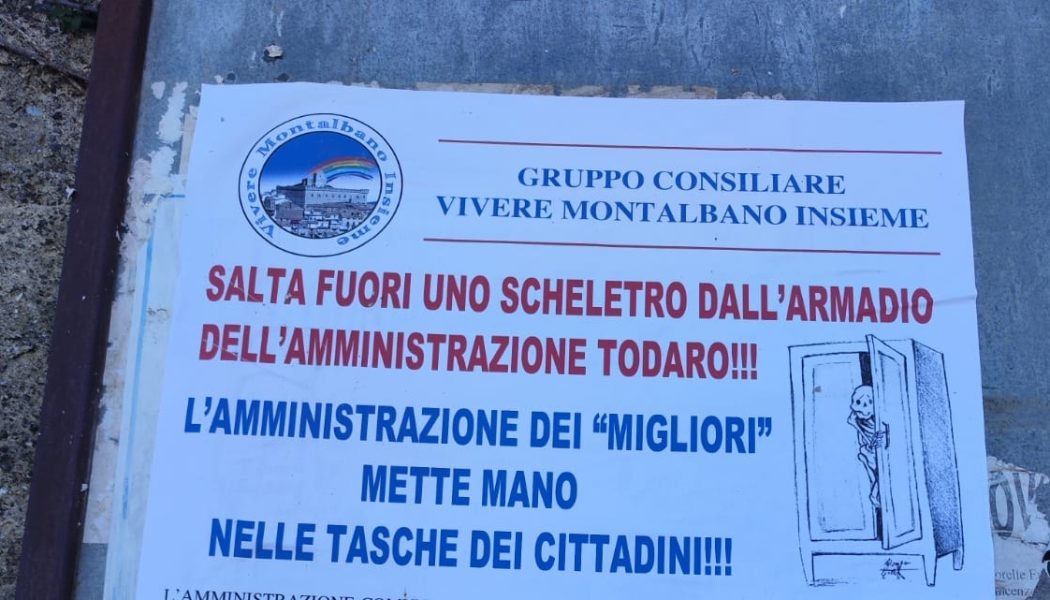 Vivere Montalbano Insieme
GRUPPO CONSILIARE
VIVERE MONTALBANO INSIEME
SALTA FUORI UNO SCHELETRO DALL'ARMADIO
DELL'AMMINISTRAZIONE TODARO!!!
L'AMMINISTRAZIONE DEI “MIGLIORI”
METTE MANO
NELLE TASCHE DEI CITTADINI!!!
L'AMMINISTRAZIONE